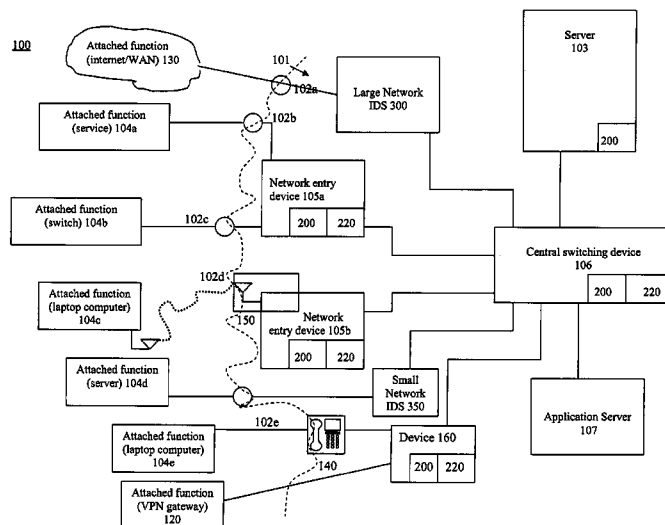 100
Attached function
(internet/WAN) 130
101
102a
Large Network
IDS 300
Server
103
200
Attached function
(service) 104a
102b
Network entry
device 105a
200 220
Attached function
(switch) 104b
102c
Central switching device
106
200 220
102d
Attached function
(laptop computer)
104c
150
Network
entry device 105b
200 220
Attached function
(server) 104d
Small
Network
IDS 350
Application Server
107
102e
Attached function
(laptop computer)
104e
140
Device 160
200 220
Attached function
(VPN gateway)
120